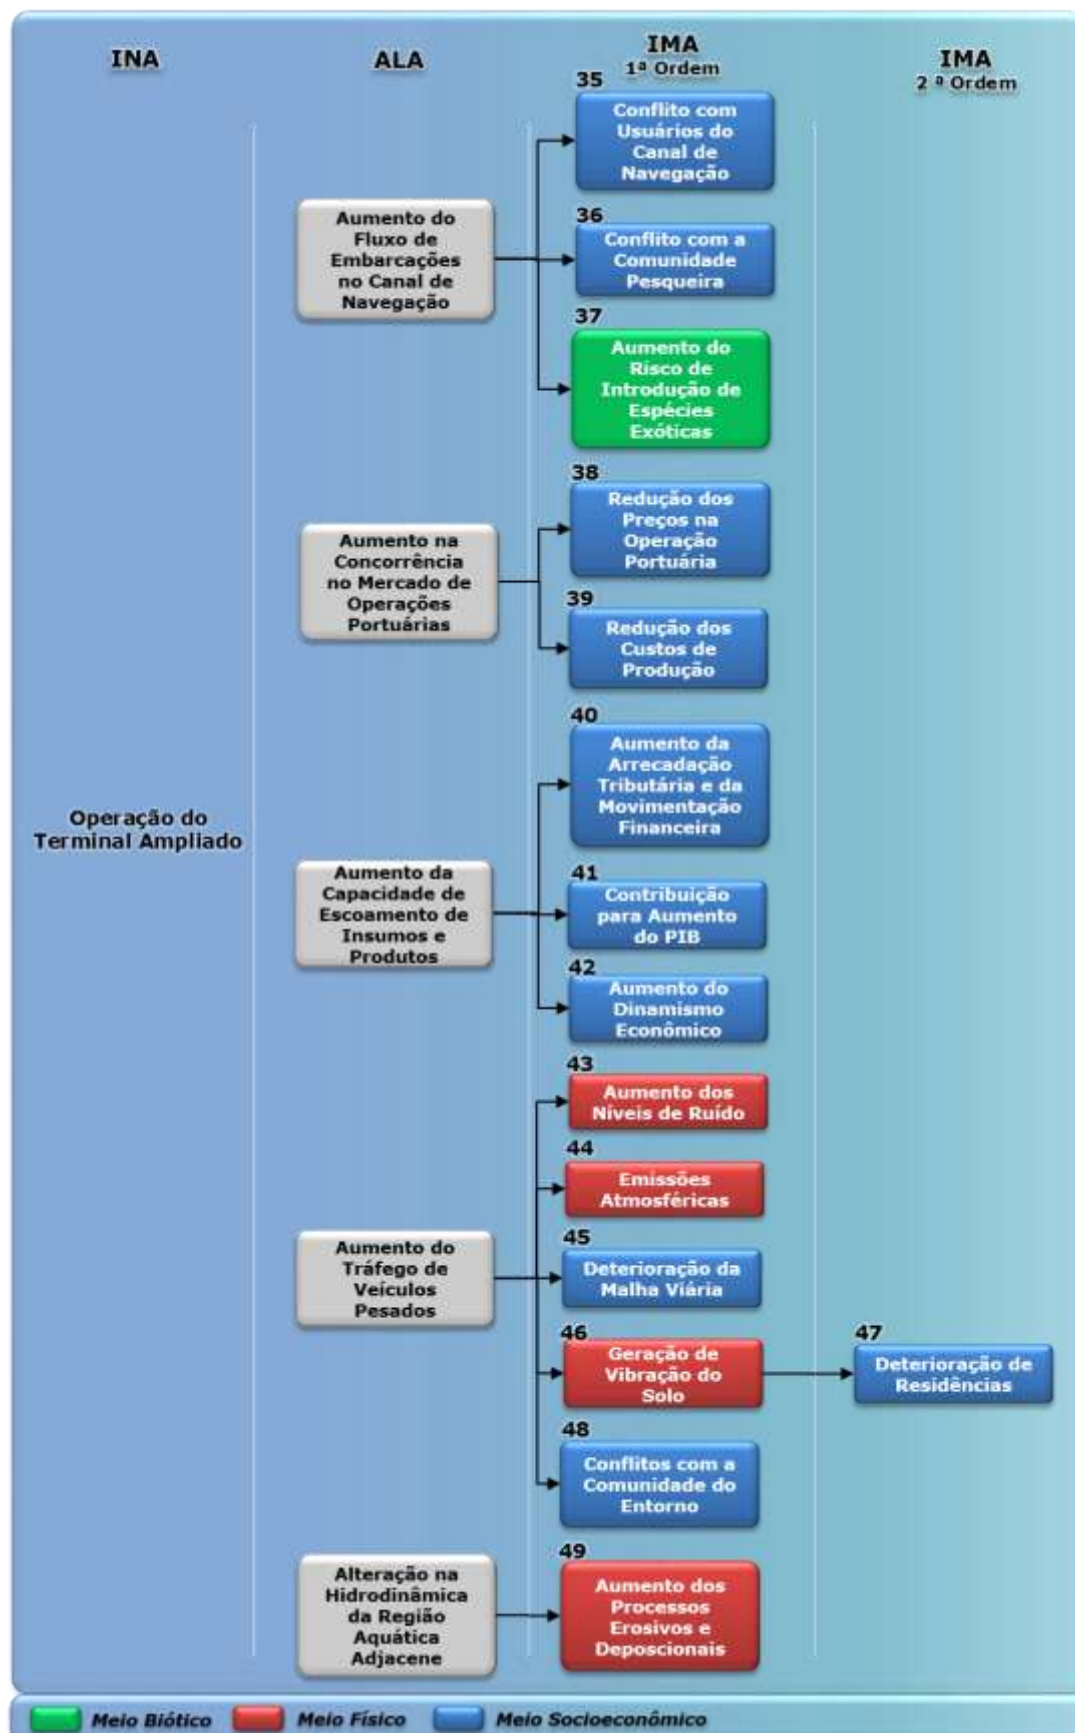 INA
ALA
IMA
1ª Ordem
IMA
2 ª Ordem
Operação do
Terminal Ampliado
Aumento do
Fluxo de
Embarcações
no Canal de
Navegação
35
Conflito com
Usuários do
Canal de
Navegação
36
Conflito com a
Comunidade
Pesqueira
37
Aumento do
Risco de
Introdução de
Espécies
Exóticas
Aumento na
Concorrência
no Mercado de
Operações
Portuárias
38
Redução dos
Preços na
Operação
Portuária
39
Redução dos
Custos de
Produção
Aumento da
Capacidade de
Escoamento de
Insumos e
Produtos
40
Aumento da
Arrecadação
Tributária e da
Movimentação
Financeira
41
Contribuição
para Aumento
do PIB
42
Aumento do
Dinamismo
Econômico
Aumento do
Tráfego de
Veículos
Pesados
43
Aumento dos
Níveis de Ruído
44
Emissões
Atmosféricas
45
Deterioração da
Malha Viária
46
Geração de
Vibração do
Solo
47
Deterioração de
Residências
48
Conflitos com a
Comunidade do
Entorno
Alteração na
Hidrodinâmica
da Região
Aquática
Adjacene
49
Aumento dos
Processos
Erosivos e
Deposcionais
Meio Biótico
Meio Físico
Meio Socioeconômico